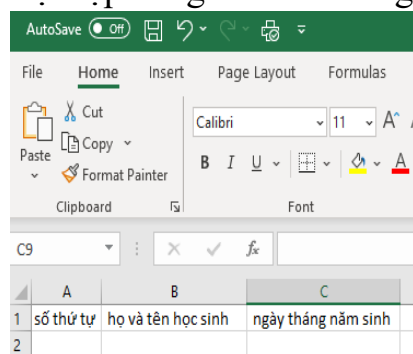 AutoSave Off
File Home Insert Page Layout Formulas
Paste
Cut
Copy
Format Painter
Clipboard
Calibri 11 A
B I U A
Font
C9 fx
A B C
1 số thứ tự họ và tên học sinh ngày tháng năm sinh
2